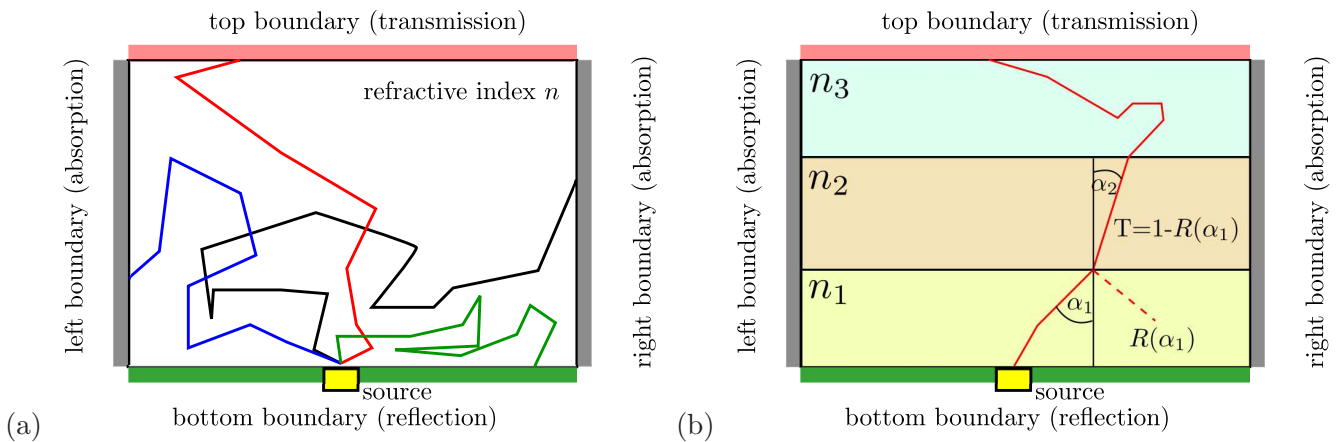 top boundary (transmission)
left boundary (absorption)
refractive index n
right boundary (absorption)
source
bottom boundary (reflection)
(a)
top boundary (transmission)
left boundary (absorption)
n₃
n₂
α₂
T=1-R(α₁)
n₁
α₁
R(α₁)
right boundary (absorption)
source
bottom boundary (reflection)
(b)